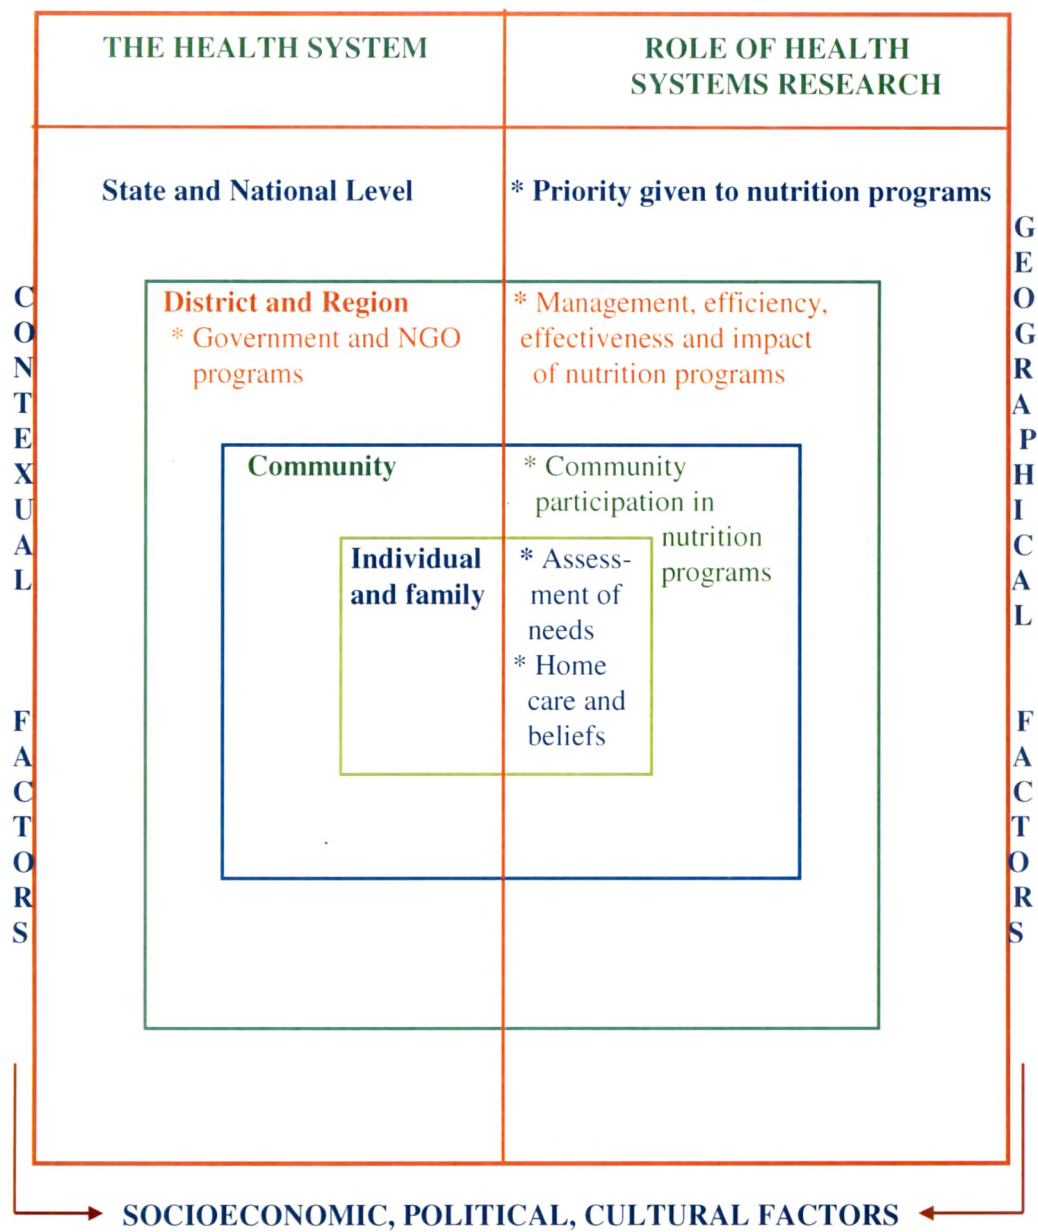 THE HEALTH SYSTEM
ROLE OF HEALTH
SYSTEMS RESEARCH
State and National Level
* Priority given to nutrition programs
District and Region
* Government and NGO
programs
* Management, efficiency,
effectiveness and impact
of nutrition programs
Community
* Community
participation in
nutrition
programs
Individual
and family
* Assess-
ment of
needs
* Home
care and
beliefs
CONTEXUAL FACTORS
GEOGRAPHICAL FACTORS
SOCIOECONOMIC, POLITICAL, CULTURAL FACTORS